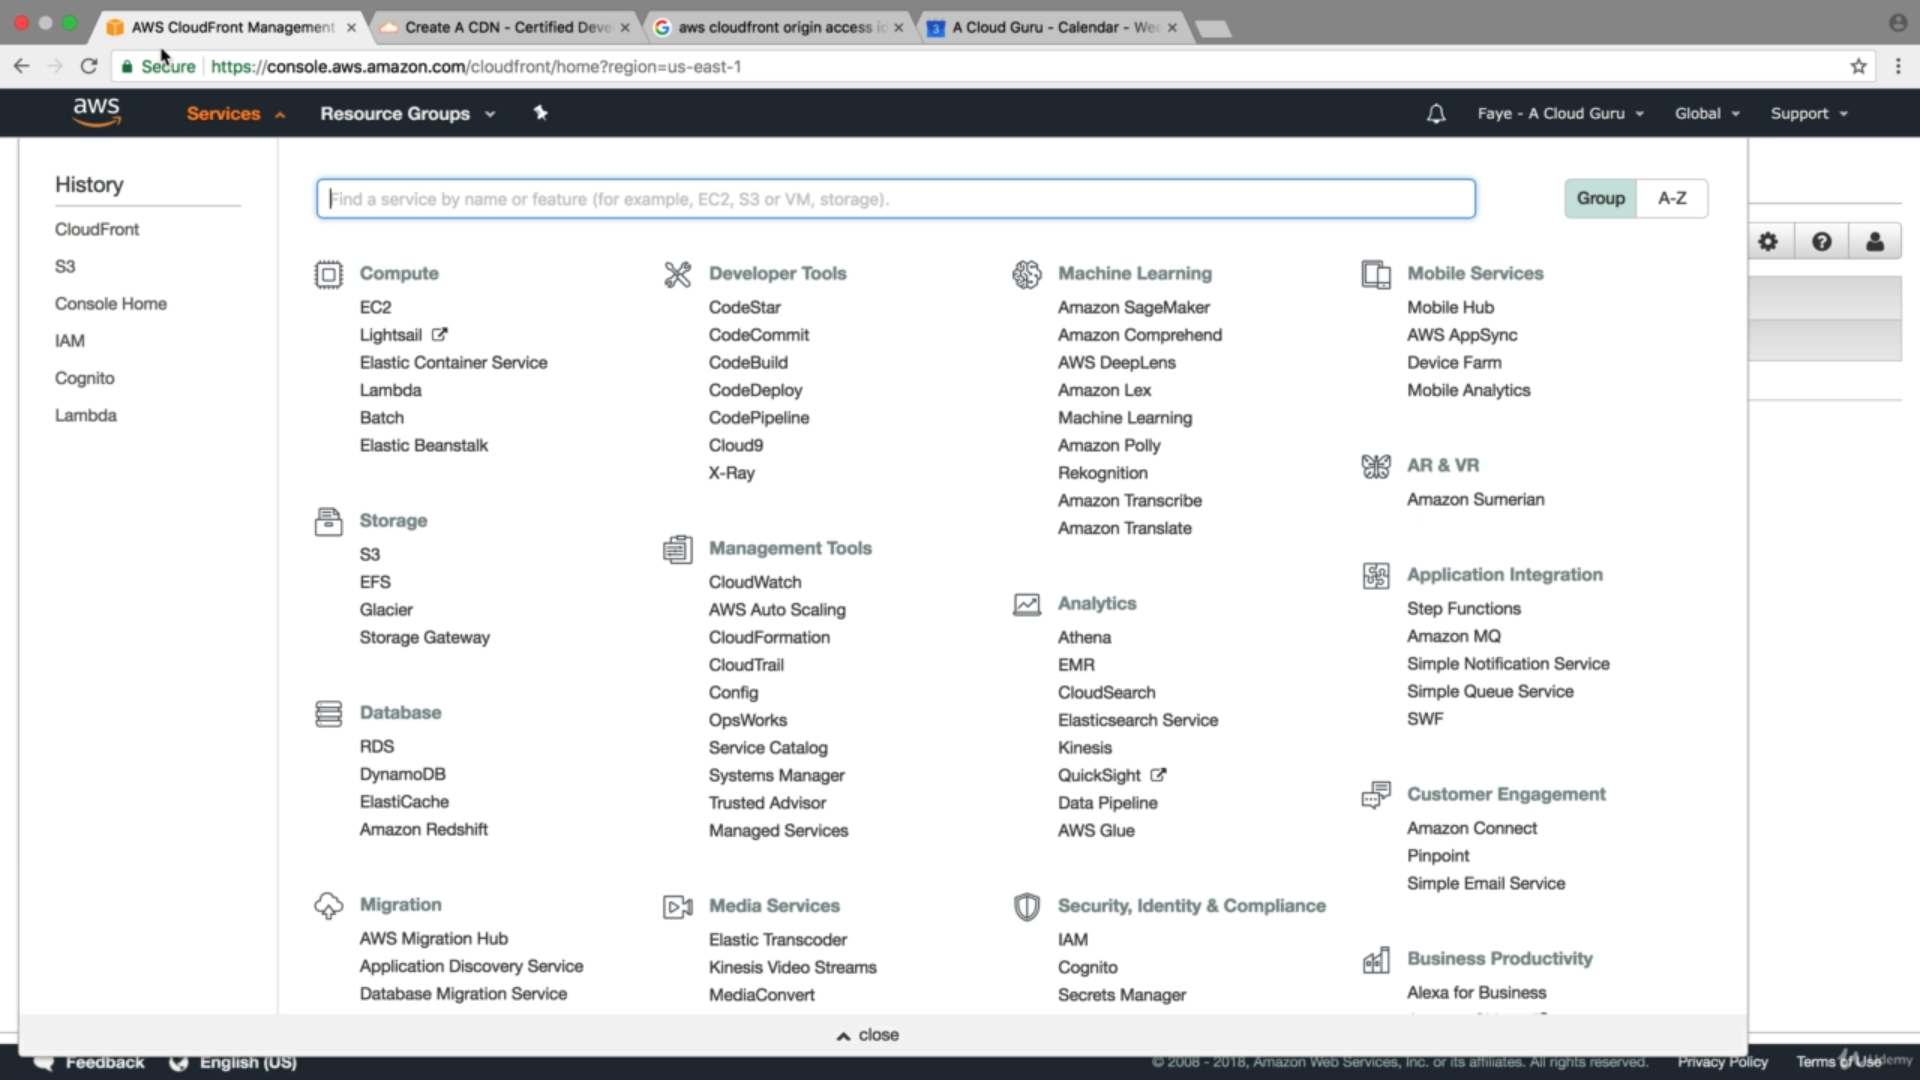 AWS CloudFront Management
Create A CDN - Certified Deve
aws cloudfront origin access id
A Cloud Guru - Calendar - Wee
Secure
https://console.aws.amazon.com/cloudfront/home?region=us-east-1
aws
Services
Resource Groups
Faye - A Cloud Guru
Global
Support
History
CloudFront
S3
Console Home
IAM
Cognito
Lambda
Find a service by name or feature (for example, EC2, S3 or VM, storage).
Group
A-Z
Compute
EC2
Lightsail
Elastic Container Service
Lambda
Batch
Elastic Beanstalk
Storage
S3
EFS
Glacier
Storage Gateway
Database
RDS
DynamoDB
ElastiCache
Amazon Redshift
Migration
AWS Migration Hub
Application Discovery Service
Database Migration Service
Developer Tools
CodeStar
CodeCommit
CodeBuild
CodeDeploy
CodePipeline
Cloud9
X-Ray
Management Tools
CloudWatch
AWS Auto Scaling
CloudFormation
CloudTrail
Config
OpsWorks
Service Catalog
Systems Manager
Trusted Advisor
Managed Services
Media Services
Elastic Transcoder
Kinesis Video Streams
MediaConvert
Machine Learning
Amazon SageMaker
Amazon Comprehend
AWS DeepLens
Amazon Lex
Machine Learning
Amazon Polly
Rekognition
Amazon Transcribe
Amazon Translate
Analytics
Athena
EMR
CloudSearch
Elasticsearch Service
Kinesis
QuickSight
Data Pipeline
AWS Glue
Security, Identity & Compliance
IAM
Cognito
Secrets Manager
Mobile Services
Mobile Hub
AWS AppSync
Device Farm
Mobile Analytics
AR & VR
Amazon Sumerian
Application Integration
Step Functions
Amazon MQ
Simple Notification Service
Simple Queue Service
SWF
Customer Engagement
Amazon Connect
Pinpoint
Simple Email Service
Business Productivity
Alexa for Business
close
Feedback
English (US)
© 2008 - 2018, Amazon Web Services, Inc. or its affiliates. All rights reserved.
Privacy Policy
Terms of Use